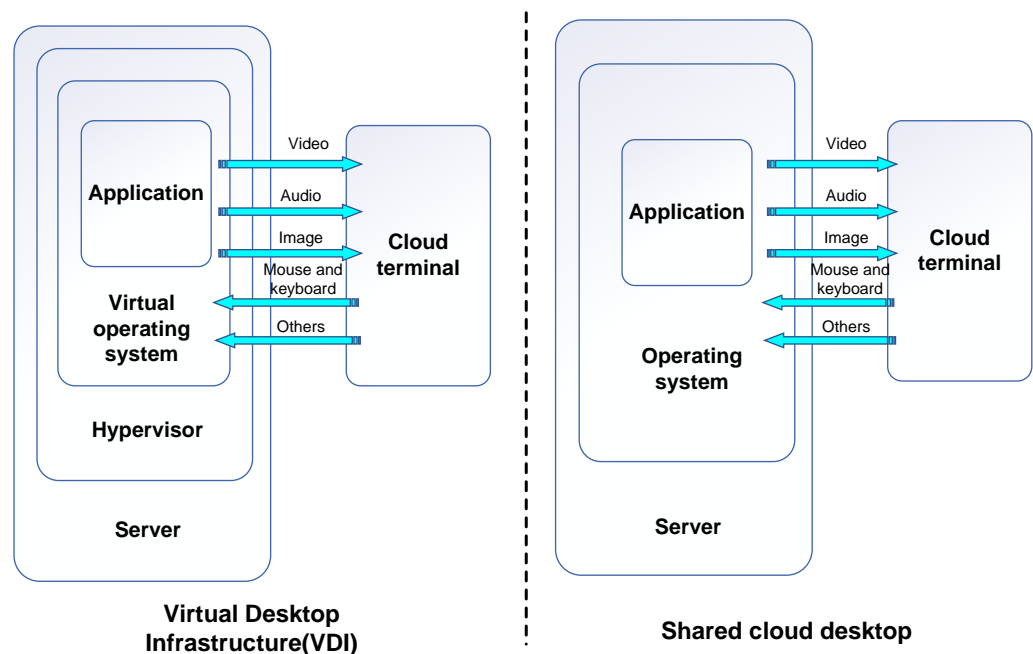 Video
Application
Audio
Image
Cloud
terminal
Mouse and
keyboard
Virtual
operating
system
Others
Hypervisor
Server
Virtual Desktop
Infrastructure(VDI)
Video
Application
Audio
Image
Cloud
terminal
Mouse and
keyboard
Others
Operating
system
Server
Shared cloud desktop